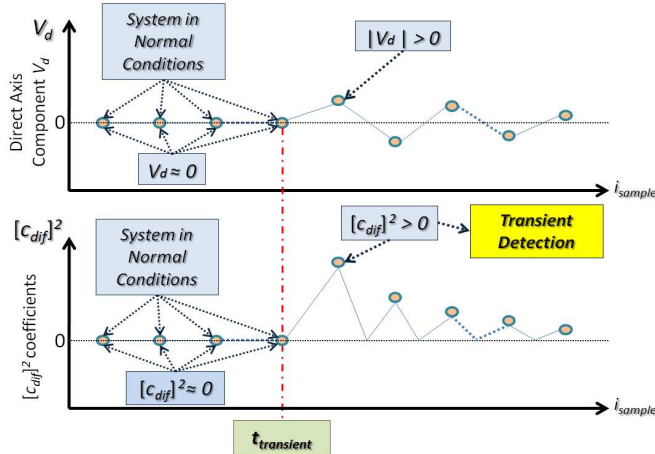 V_d
System in
Normal
Conditions
|V_d| > 0
Direct Axis
Component V_d
0
V_d ≈ 0
i_sample
[c_dif]²
System in
Normal
Conditions
[c_dif]² > 0
Transient
Detection
[c_dif]² coefficients
0
[c_dif]² ≈ 0
i_sample
t_transient